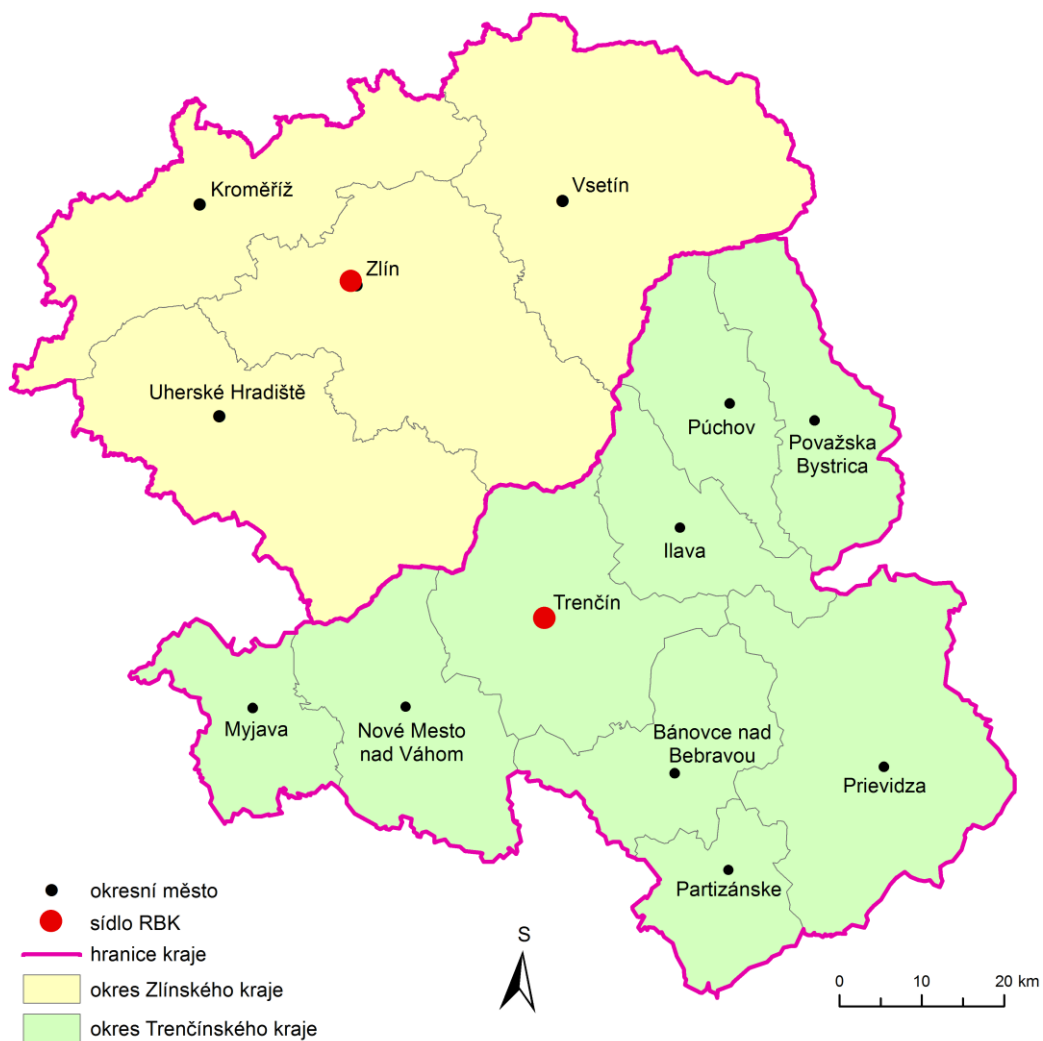 Kroměříž
Vsetín
Zlín
Uherské Hradiště
Púchov
Považska
Bystrica
Ilava
Trenčín
Myjava
Nové Mesto
nad Váhom
Bánovce nad
Bebravou
Prievidza
Partizánske
okresní město
sídlo RBK
hranice kraje
okres Zlínského kraje
okres Trenčínského kraje
S
0 10 20 km